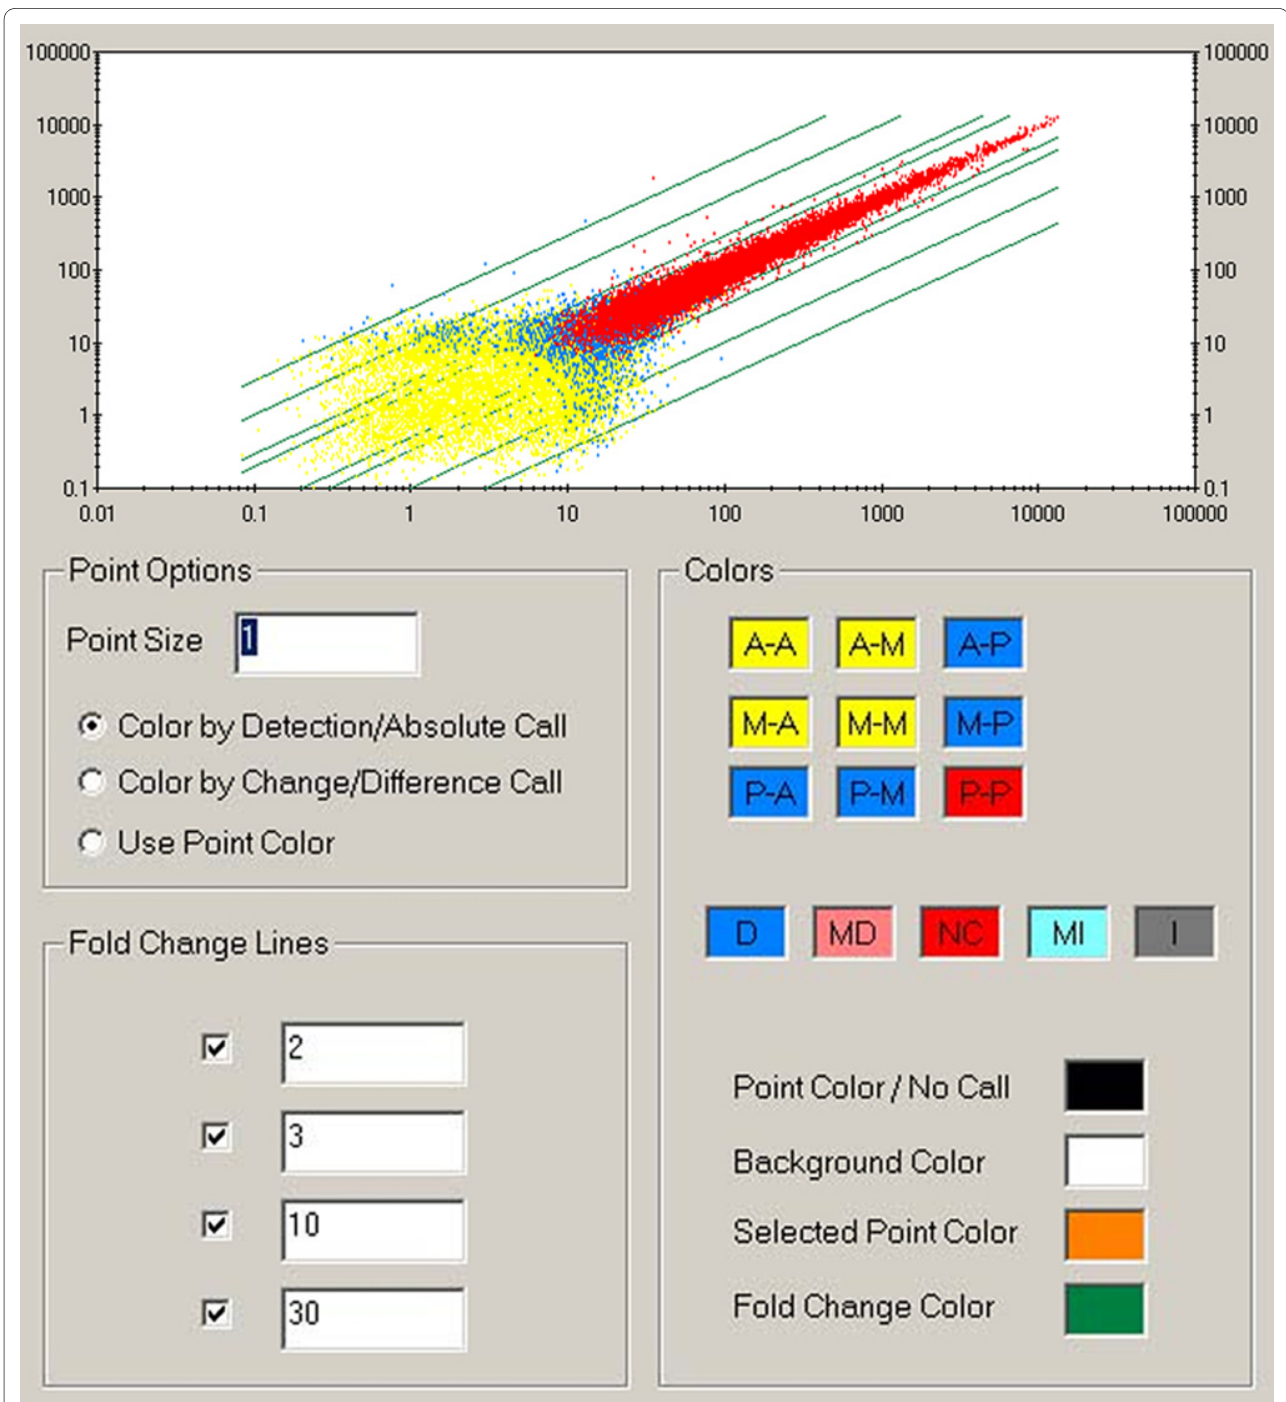 100000
10000
1000
100
10
1
0.1
100000
10000
1000
100
10
1
0.1
0.01 0.1 1 10 100 1000 10000 100000
Point Options
Point Size 1
Color by Detection/Absolute Call
Color by Change/Difference Call
Use Point Color
Fold Change Lines
2
3
10
30
Colors
A-A A-M A-P
M-A M-M M-P
P-A P-M P-P
D MD NC MI I
Point Color / No Call
Background Color
Selected Point Color
Fold Change Color